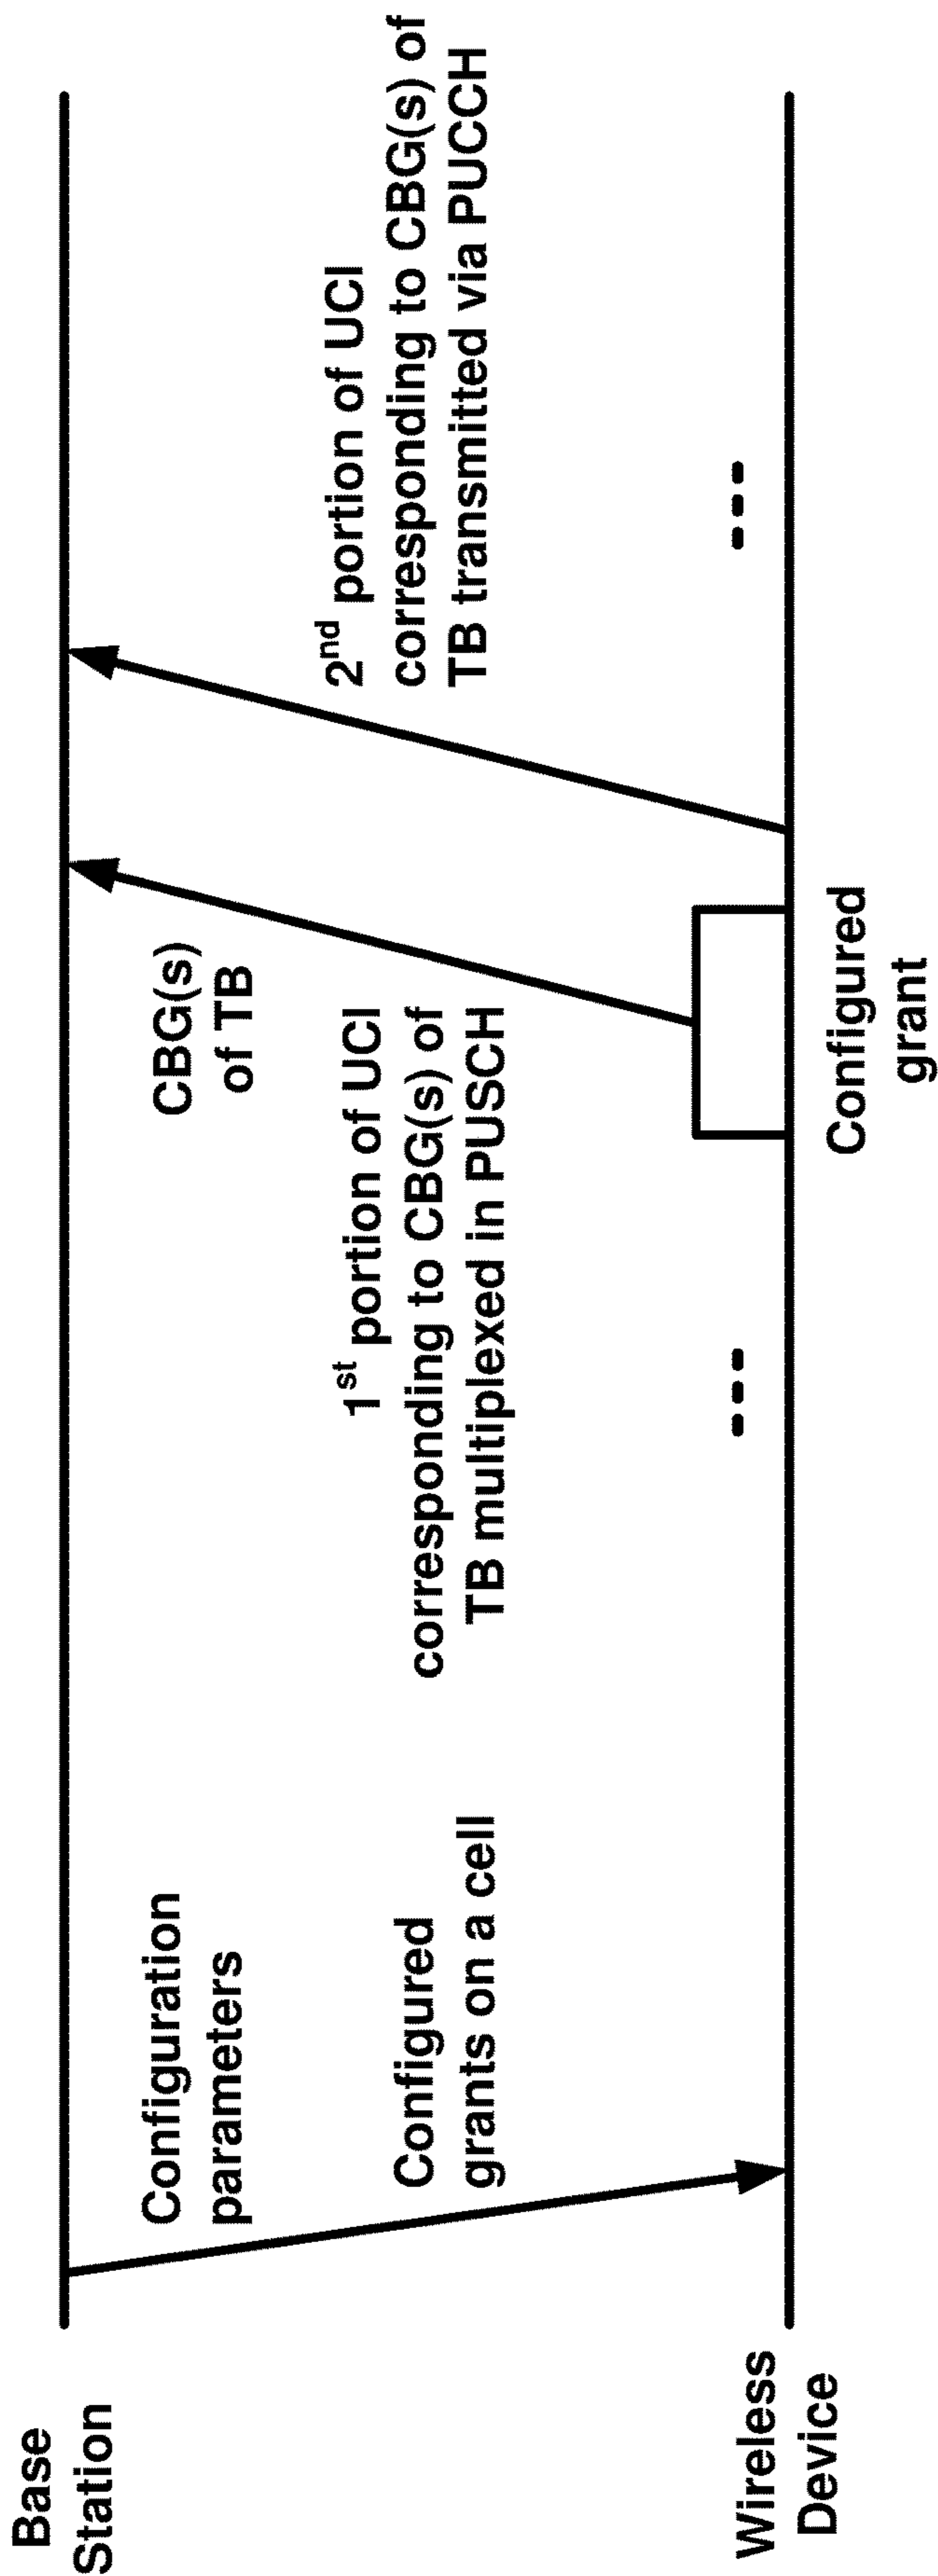 Base
Station
Wireless
Device
Configuration
parameters
Configured
grants on a cell
CBG(s)
of TB
1st portion of UCI
corresponding to CBG(s) of
TB multiplexed in PUSCH
Configured
grant
2nd portion of UCI
corresponding to CBG(s) of
TB transmitted via PUCCH